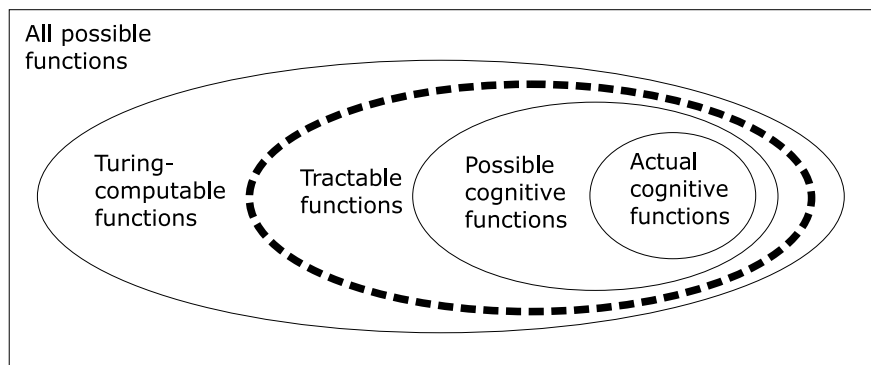 All possible
functions
Turing-
computable
functions
Tractable
functions
Possible
cognitive
functions
Actual
cognitive
functions